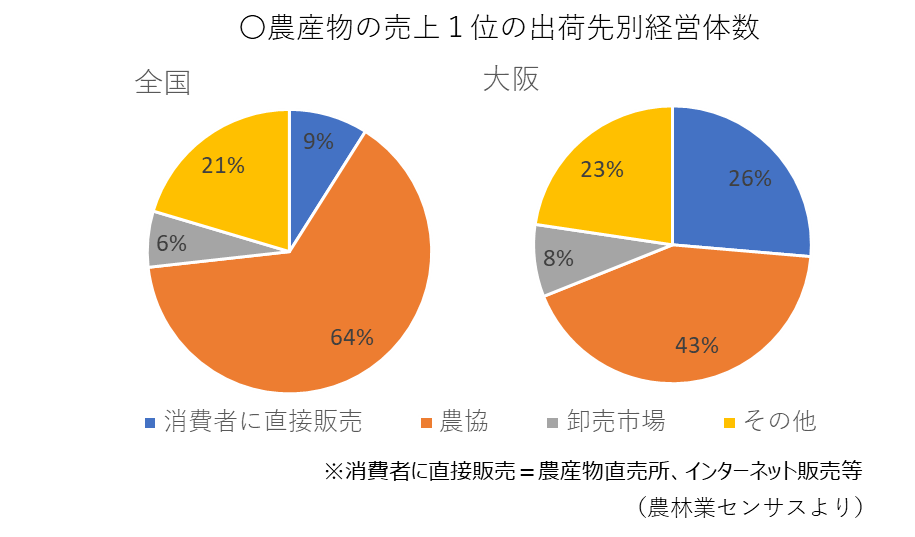 〇農産物の売上１位の出荷先別経営体数
全国
大阪
9%
21%
6%
64%
26%
23%
8%
43%
消費者に直接販売 農協 卸売市場 その他
※消費者に直接販売＝農産物直売所、インターネット販売等
（農林業センサスより）